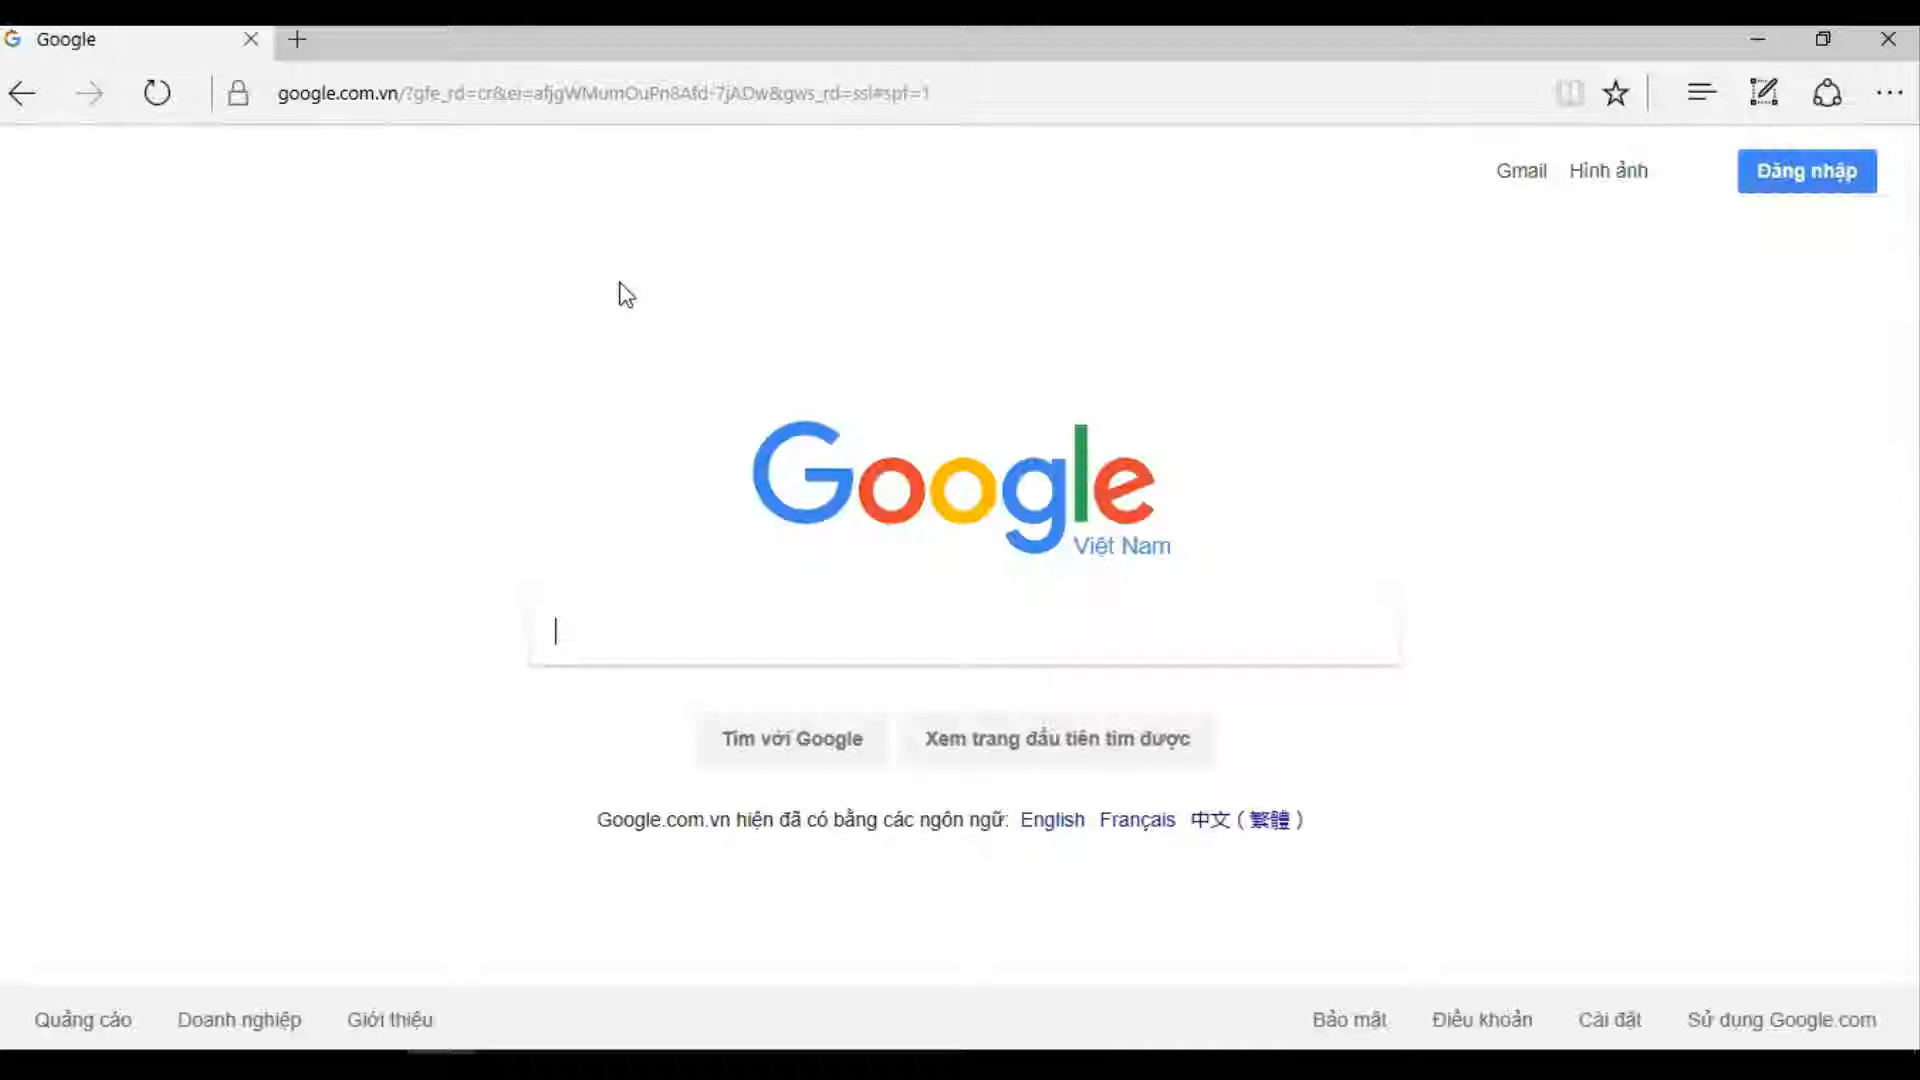 Google
google.com.vn/?gfe_rd=cr&ei=afjgWMumOuPn8Afd-7jADw&gws_rd=ssl#spf=1
Gmail Hình ảnh Đăng nhập
Google
Việt Nam
Tìm với Google Xem trang đầu tiên tìm được
Google.com.vn hiện đã có bằng các ngôn ngữ: English Français 中文 ( 繁體 )
Quảng cáo Doanh nghiệp Giới thiệu Bảo mật Điều khoản Cài đặt Sử dụng Google.com